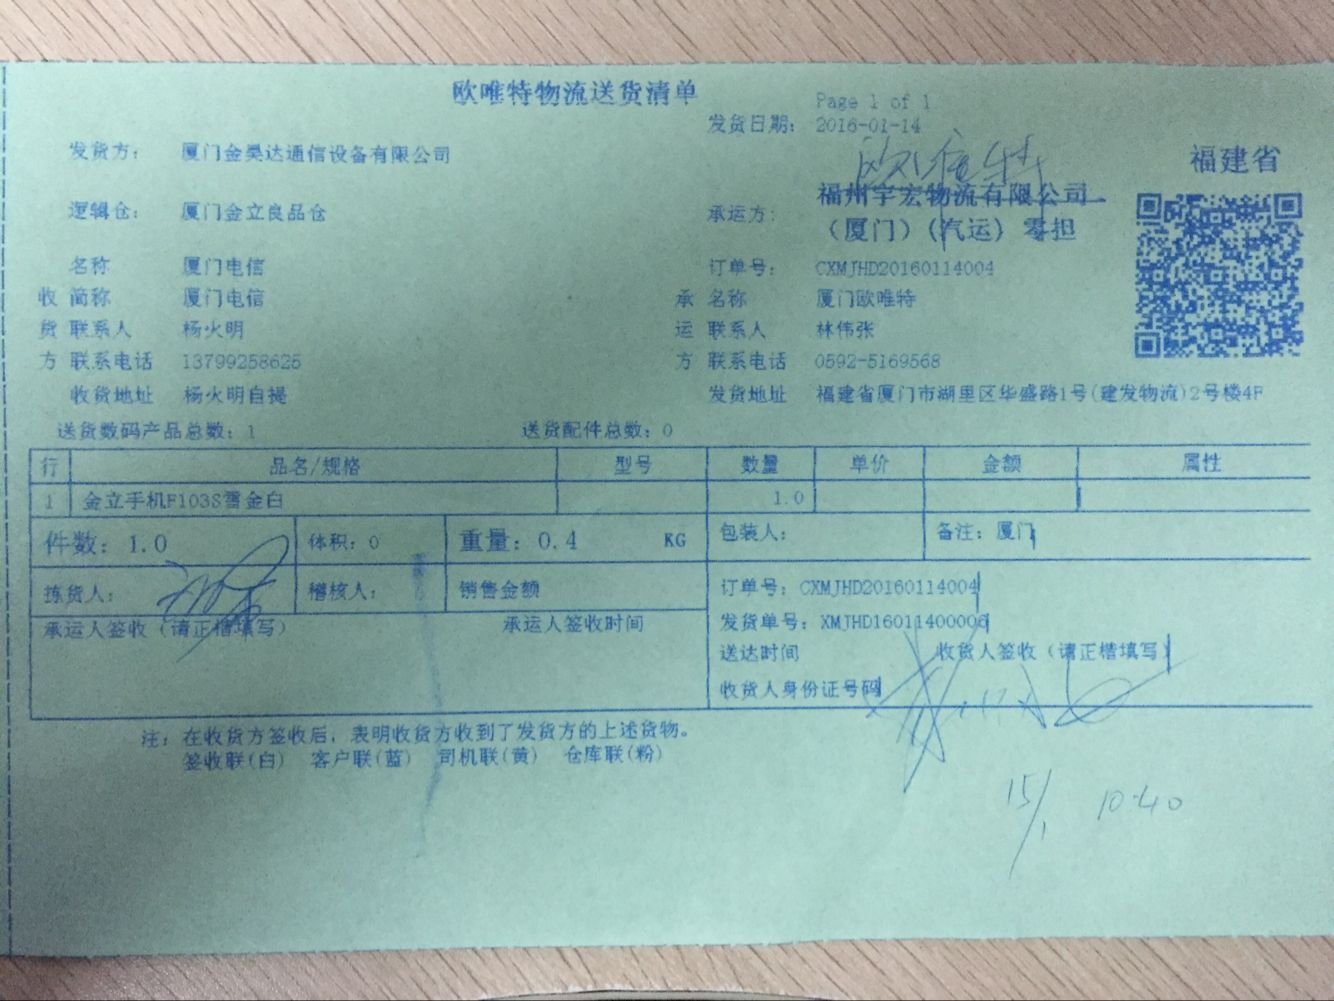 欧唯特物流送货清单
Page 1 of 1
发货日期： 2016-01-14
欧唯特
福建省
发货方： 厦门金昊达通信设备有限公司
逻辑仓： 厦门金立良品仓
承运方： 福州宇宏物流有限公司
（厦门）(汽运) 零担
名称 厦门电信 订单号： CXMJHD20160114004
收 简称 厦门电信 承 名称 厦门欧唯特
货 联系人 杨火明 运 联系人 林伟张
方 联系电话 13799258625 方 联系电话 0592-5169568
收货地址 杨火明自提 发货地址 福建省厦门市湖里区华盛路1号(建发物流)2号楼4F
送货数码产品总数：1 送货配件总数：0
行 品名/规格 型号 数量 单价 金额 属性
1 金立手机F103S雪金白 1.0
件数：1.0 体积：0 重量：0.4 KG 包装人： 备注：厦门
拣货人： 稽核人： 销售金额 订单号：CXMJHD20160114004
承运人签收（请正楷填写） 承运人签收时间 发货单号：XMJHD16011400006
送达时间 收货人签收（请正楷填写）
收货人身份证号码
注：在收货方签收后，表明收货方收到了发货方的上述货物。
签收联(白) 客户联(蓝) 司机联(黄) 仓库联(粉)
15/1 10:40